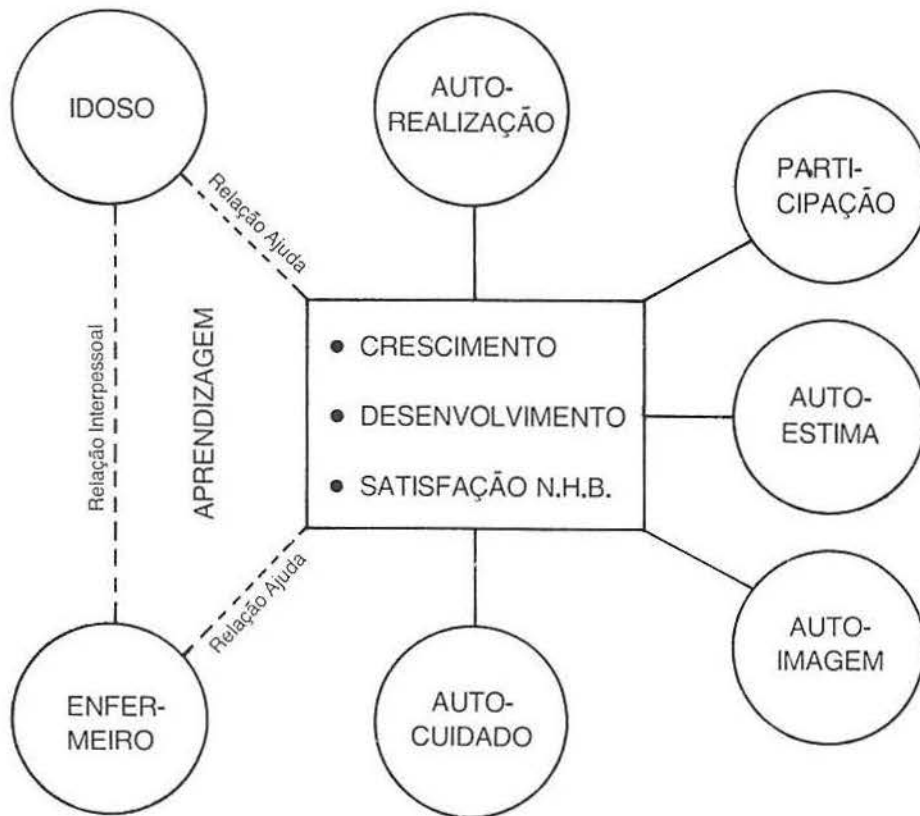 IDOSO
AUTO-
REALIZAÇÃO
PARTI-
CIPAÇÃO
Relação Ajuda
Relação Interpessoal
APRENDIZAGEM
• CRESCIMENTO
• DESENVOLVIMENTO
• SATISFAÇÃO N.H.B.
AUTO-
ESTIMA
Relação Ajuda
ENFER-
MEIRO
AUTO-
CUIDADO
AUTO-
IMAGEM